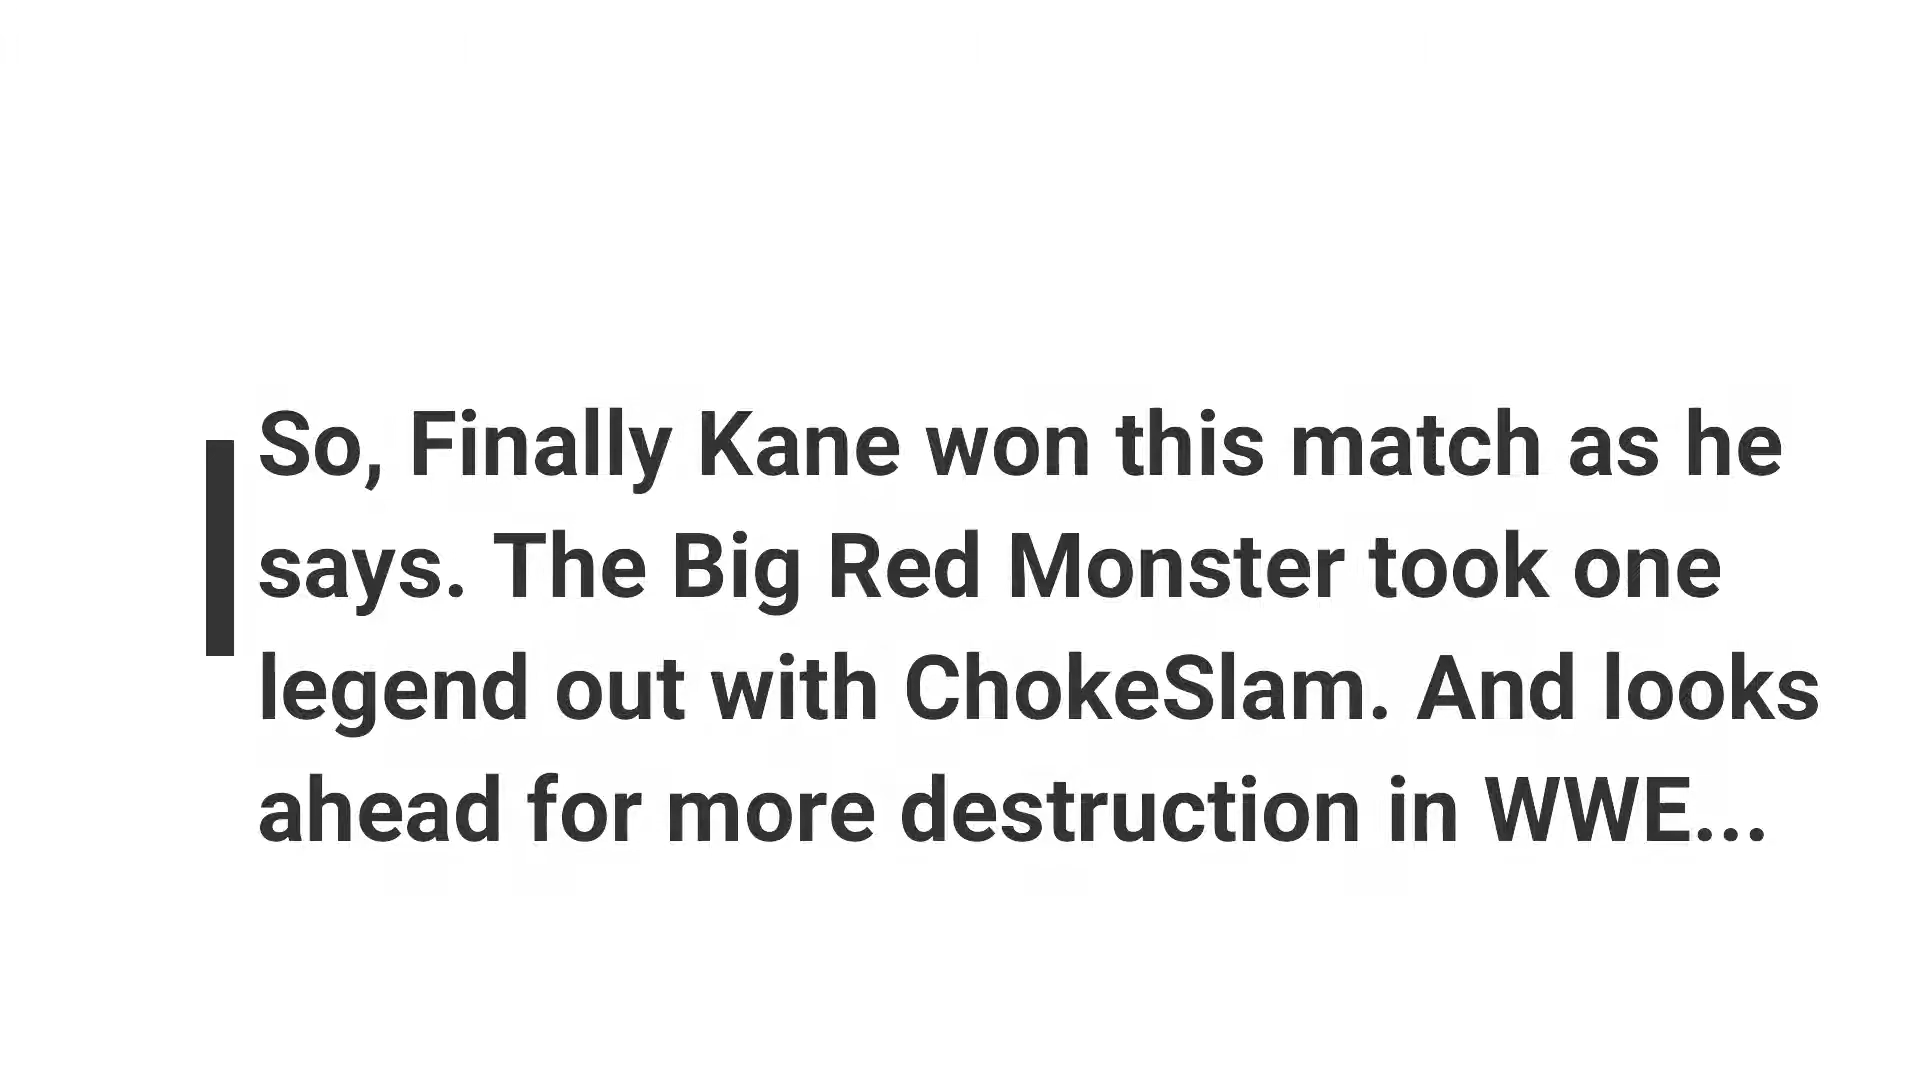 So, Finally Kane won this match as he
says. The Big Red Monster took one
legend out with ChokeSlam. And looks
ahead for more destruction in WWE...